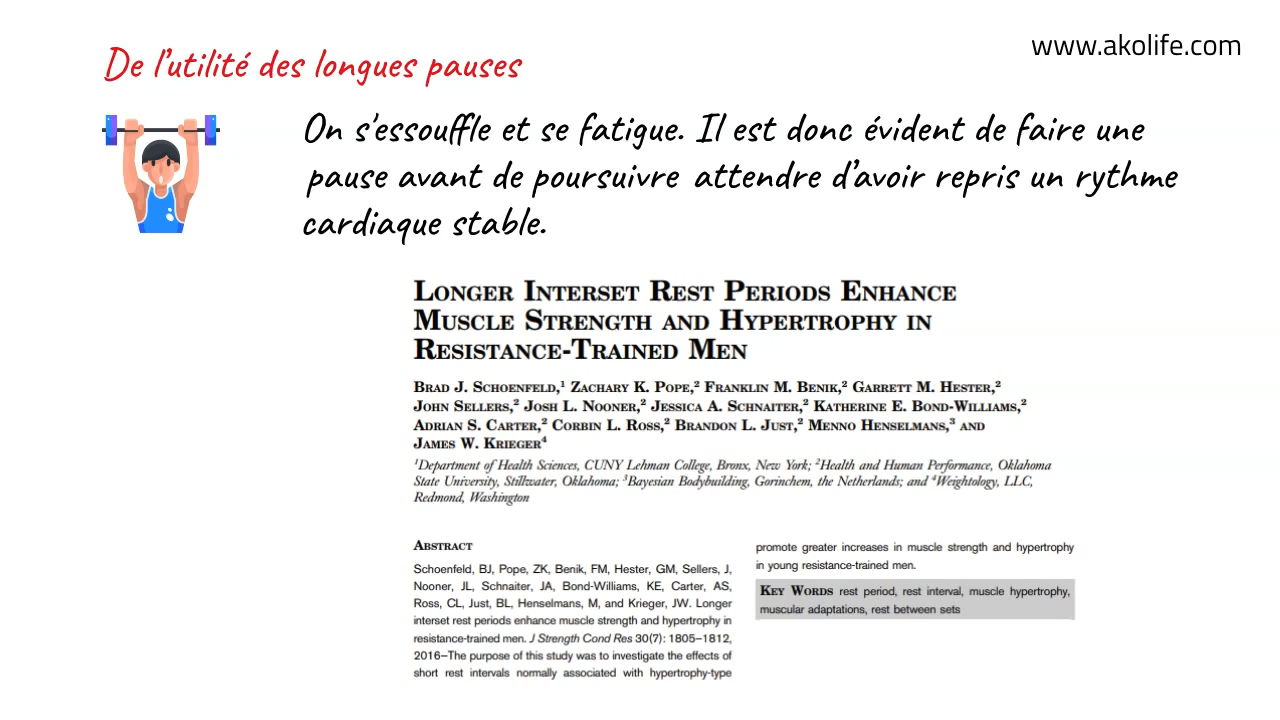 De l'utilité des longues pauses
www.akolife.com
On s'essouffle et se fatigue. Il est donc évident de faire une
pause avant de poursuivre attendre d'avoir repris un rythme
cardiaque stable.
LONGER INTERSET REST PERIODS ENHANCE
MUSCLE STRENGTH AND HYPERTROPHY IN
RESISTANCE-TRAINED MEN
BRAD J. SCHOENFELD,¹ ZACHARY K. POPE,² FRANKLIN M. BENIK,² GARRETT M. HESTER,²
JOHN SELLERS,² JOSH L. NOONER,² JESSICA A. SCHNAITER,² KATHERINE E. BOND-WILLIAMS,²
ADRIAN S. CARTER,² CORBIN L. ROSS,² BRANDON L. JUST,² MENNO HENSELMANS,³ AND
JAMES W. KRIEGER⁴
¹Department of Health Sciences, CUNY Lehman College, Bronx, New York; ²Health and Human Performance, Oklahoma
State University, Stillwater, Oklahoma; ³Bayesian Bodybuilding, Gorinchem, the Netherlands; and ⁴Weightology, LLC,
Redmond, Washington
ABSTRACT
Schoenfeld, BJ, Pope, ZK, Benik, FM, Hester, GM, Sellers, J,
Nooner, JL, Schnaiter, JA, Bond-Williams, KE, Carter, AS,
Ross, CL, Just, BL, Henselmans, M, and Krieger, JW. Longer
interset rest periods enhance muscle strength and hypertrophy in
resistance-trained men. J Strength Cond Res 30(7): 1805–1812,
2016—The purpose of this study was to investigate the effects of
short rest intervals normally associated with hypertrophy-type
promote greater increases in muscle strength and hypertrophy
in young resistance-trained men.
KEY WORDS rest period, rest interval, muscle hypertrophy,
muscular adaptations, rest between sets